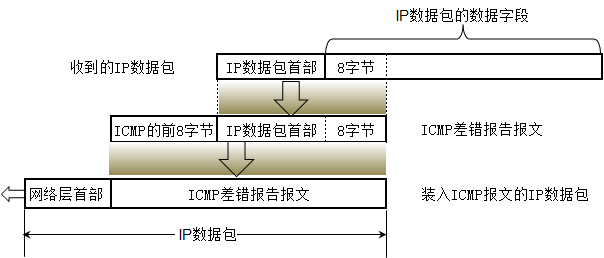 IP数据包的数据字段
收到的IP数据包
IP数据包首部
8字节
ICMP的前8字节
IP数据包首部
8字节
ICMP差错报告报文
网络层首部
ICMP差错报告报文
装入ICMP报文的IP数据包
IP数据包